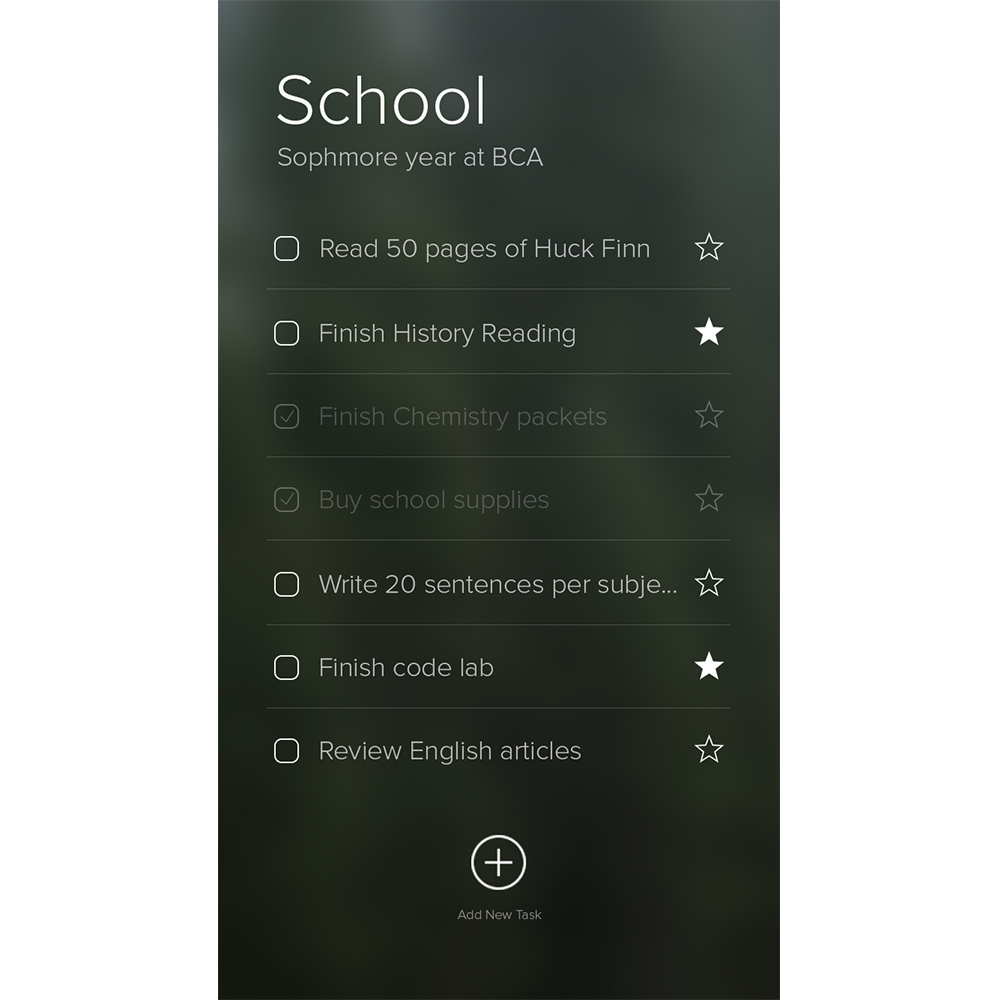 School
Sophmore year at BCA
Read 50 pages of Huck Finn
Finish History Reading
Finish Chemistry packets
Buy school supplies
Write 20 sentences per subje...
Finish code lab
Review English articles
Add New Task